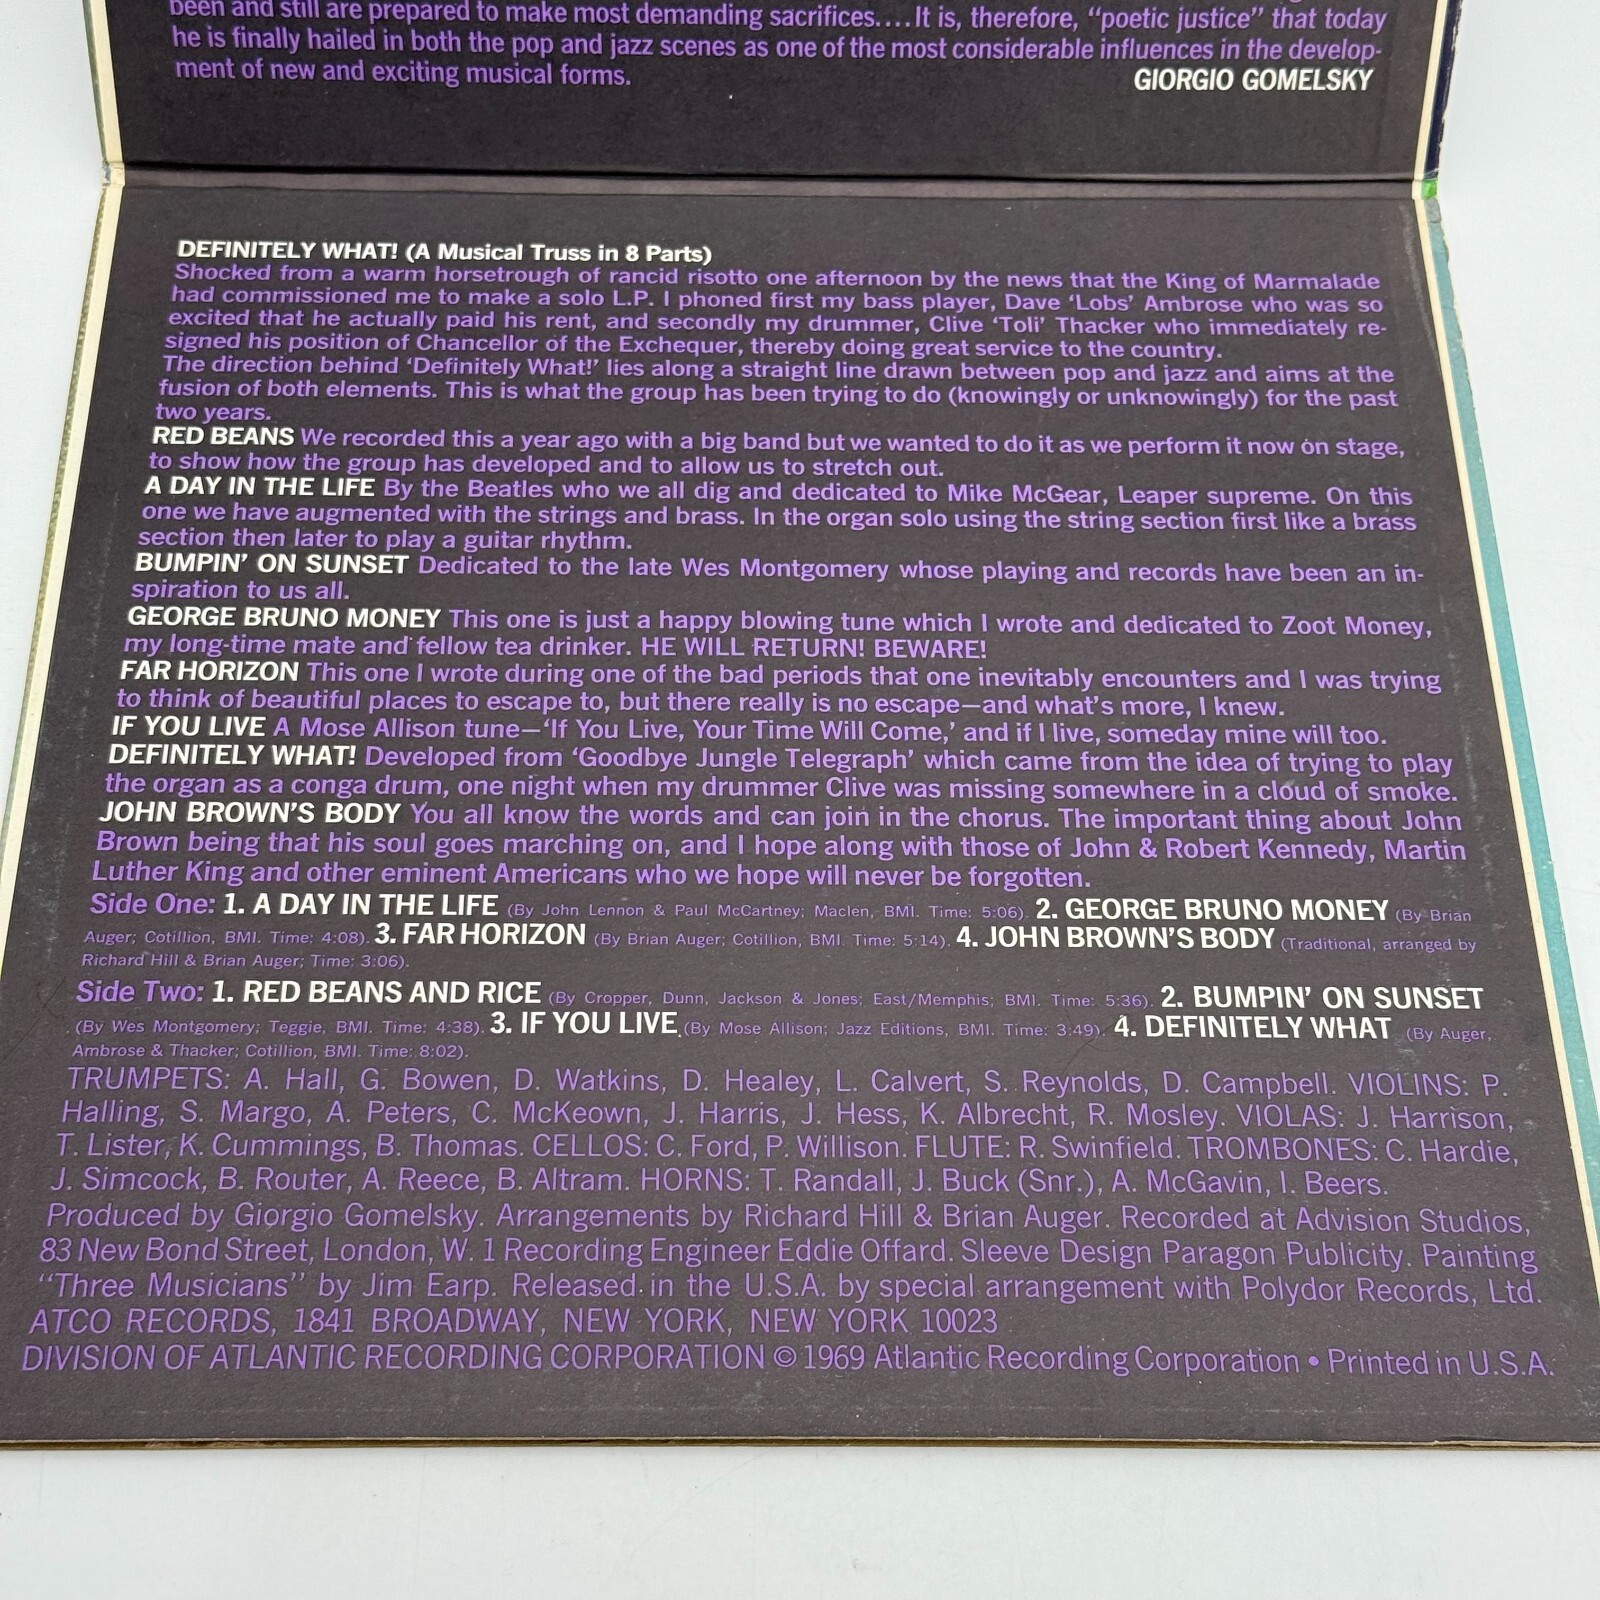 been and still are prepared to make most demanding sacrifices....It is, therefore, "poetic justice" that today
he is finally hailed in both the pop and jazz scenes as one of the most considerable influences in the develop-
ment of new and exciting musical forms. GIORGIO GOMELSKY
DEFINITELY WHAT! (A Musical Truss in 8 Parts)
Shocked from a warm horsetrough of rancid risotto one afternoon by the news that the King of Marmalade
had commissioned me to make a solo L.P. I phoned first my bass player, Dave 'Lobs' Ambrose who was so
excited that he actually paid his rent, and secondly my drummer, Clive 'Toli' Thacker who immediately re-
signed his position of Chancellor of the Exchequer, thereby doing great service to the country.
The direction behind 'Definitely What!' lies along a straight line drawn between pop and jazz and aims at the
fusion of both elements. This is what the group has been trying to do (knowingly or unknowingly) for the past
two years.
RED BEANS We recorded this a year ago with a big band but we wanted to do it as we perform it now on stage,
to show how the group has developed and to allow us to stretch out.
A DAY IN THE LIFE By the Beatles who we all dig and dedicated to Mike McGear, Leaper supreme. On this
one we have augmented with the strings and brass. In the organ solo using the string section first like a brass
section then later to play a guitar rhythm.
BUMPIN' ON SUNSET Dedicated to the late Wes Montgomery whose playing and records have been an in-
spiration to us all.
GEORGE BRUNO MONEY This one is just a happy blowing tune which I wrote and dedicated to Zoot Money,
my long-time mate and fellow tea drinker. HE WILL RETURN! BEWARE!
FAR HORIZON This one I wrote during one of the bad periods that one inevitably encounters and I was trying
to think of beautiful places to escape to, but there really is no escape—and what's more, I knew.
IF YOU LIVE A Mose Allison tune—'If You Live, Your Time Will Come,' and if I live, someday mine will too.
DEFINITELY WHAT! Developed from 'Goodbye Jungle Telegraph' which came from the idea of trying to play
the organ as a conga drum, one night when my drummer Clive was missing somewhere in a cloud of smoke.
JOHN BROWN'S BODY You all know the words and can join in the chorus. The important thing about John
Brown being that his soul goes marching on, and I hope along with those of John & Robert Kennedy, Martin
Luther King and other eminent Americans who we hope will never be forgotten.
Side One: 1. A DAY IN THE LIFE (By John Lennon & Paul McCartney; Maclen, BMI. Time: 5:06). 2. GEORGE BRUNO MONEY (By Brian
Auger; Cotillion, BMI. Time: 4:08). 3. FAR HORIZON (By Brian Auger; Cotillion, BMI. Time: 5:14). 4. JOHN BROWN'S BODY (Traditional, arranged by
Richard Hill & Brian Auger; Time: 3:06).
Side Two: 1. RED BEANS AND RICE (By Cropper, Dunn, Jackson & Jones; East/Memphis; BMI. Time: 5:36). 2. BUMPIN' ON SUNSET
(By Wes Montgomery; Teggie, BMI. Time: 4:38). 3. IF YOU LIVE (By Mose Allison; Jazz Editions, BMI. Time: 3:49). 4. DEFINITELY WHAT (By Auger,
Ambrose & Thacker; Cotillion, BMI. Time: 8:02).
TRUMPETS: A. Hall, G. Bowen, D. Watkins, D. Healey, L. Calvert, S. Reynolds, D. Campbell. VIOLINS: P.
Halling, S. Margo, A. Peters, C. McKeown, J. Harris, J. Hess, K. Albrecht, R. Mosley. VIOLAS: J. Harrison,
T. Lister, K. Cummings, B. Thomas. CELLOS: C. Ford, P. Willison. FLUTE: R. Swinfield. TROMBONES: C. Hardie,
J. Simcock, B. Router, A. Reece, B. Altram. HORNS: T. Randall, J. Buck (Snr.), A. McGavin, I. Beers.
Produced by Giorgio Gomelsky. Arrangements by Richard Hill & Brian Auger. Recorded at Advision Studios,
83 New Bond Street, London, W. 1 Recording Engineer Eddie Offard. Sleeve Design Paragon Publicity. Painting
"Three Musicians" by Jim Earp. Released in the U.S.A. by special arrangement with Polydor Records, Ltd.
ATCO RECORDS, 1841 BROADWAY, NEW YORK, NEW YORK 10023
DIVISION OF ATLANTIC RECORDING CORPORATION © 1969 Atlantic Recording Corporation • Printed in U.S.A.